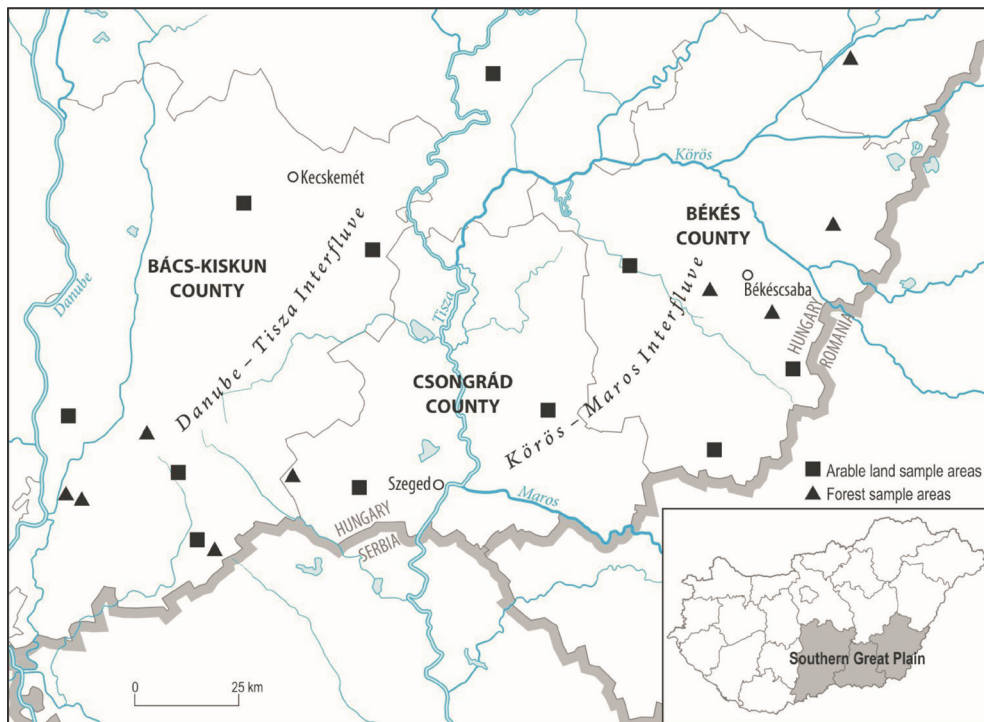 Kecskemét
Körös
BÉKÉS
COUNTY
BÁCS-KISKUN
COUNTY
Danube
Danube – Tisza Interfluve
Tisza
Békéscsaba
HUNGARY
ROMANIA
CSONGRÁD
COUNTY
Körös – Maros Interfluve
Szeged
Maros
HUNGARY
SERBIA
Arable land sample areas
Forest sample areas
0 25 km
Southern Great Plain